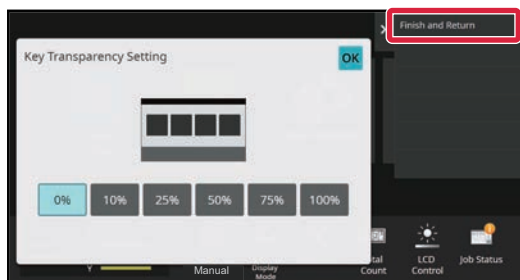 Finish and Return
Key Transparency Setting
OK
0%
10%
25%
50%
75%
100%
Y
Manual
Display
Mode
Count
LCD
Control
Job Status